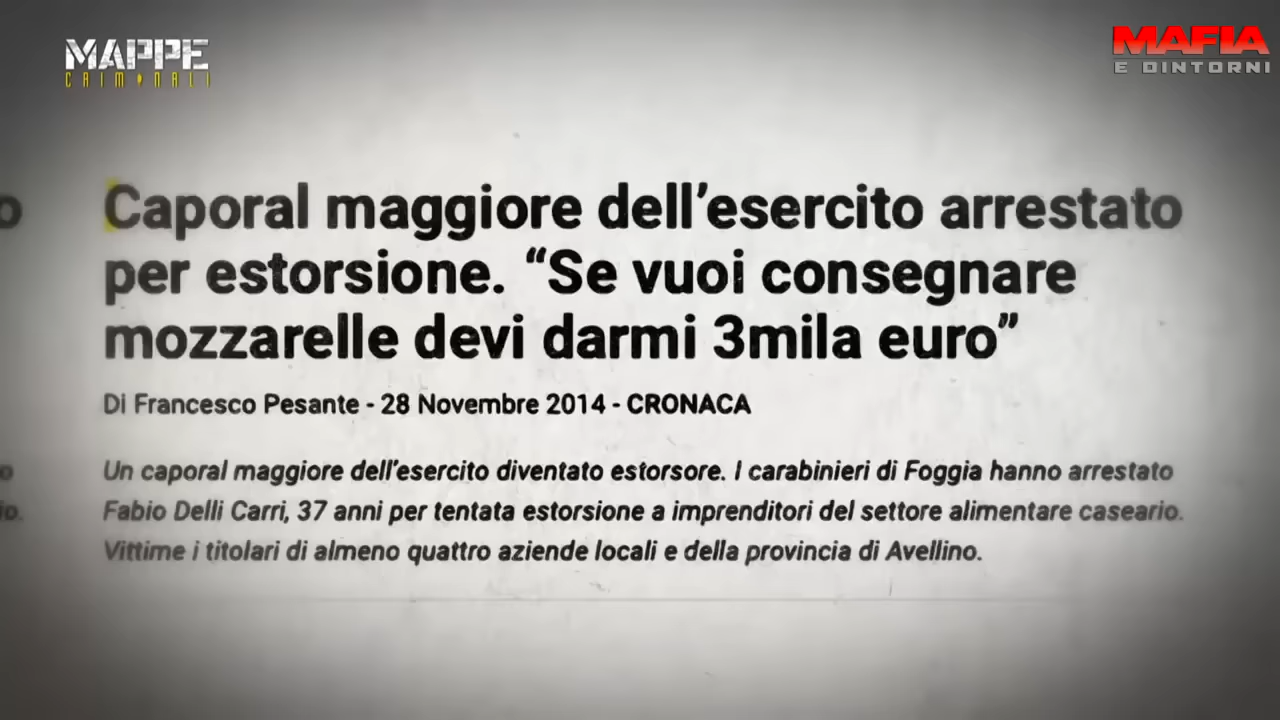 MAPPE
CRIMINALI
MAFIA
E DINTORNI
Caporal maggiore dell'esercito arrestato
per estorsione. “Se vuoi consegnare
mozzarelle devi darmi 3mila euro”
Di Francesco Pesante - 28 Novembre 2014 - CRONACA
Un caporal maggiore dell'esercito diventato estorsore. I carabinieri di Foggia hanno arrestato
Fabio Delli Carri, 37 anni per tentata estorsione a imprenditori del settore alimentare caseario.
Vittime i titolari di almeno quattro aziende locali e della provincia di Avellino.